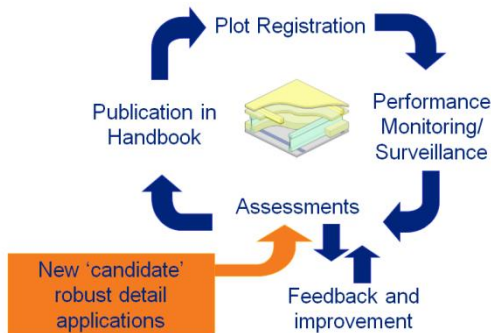 Plot Registration
Publication in
Handbook
Performance
Monitoring/
Surveillance
Assessments
New ‘candidate’
robust detail
applications
Feedback and
improvement